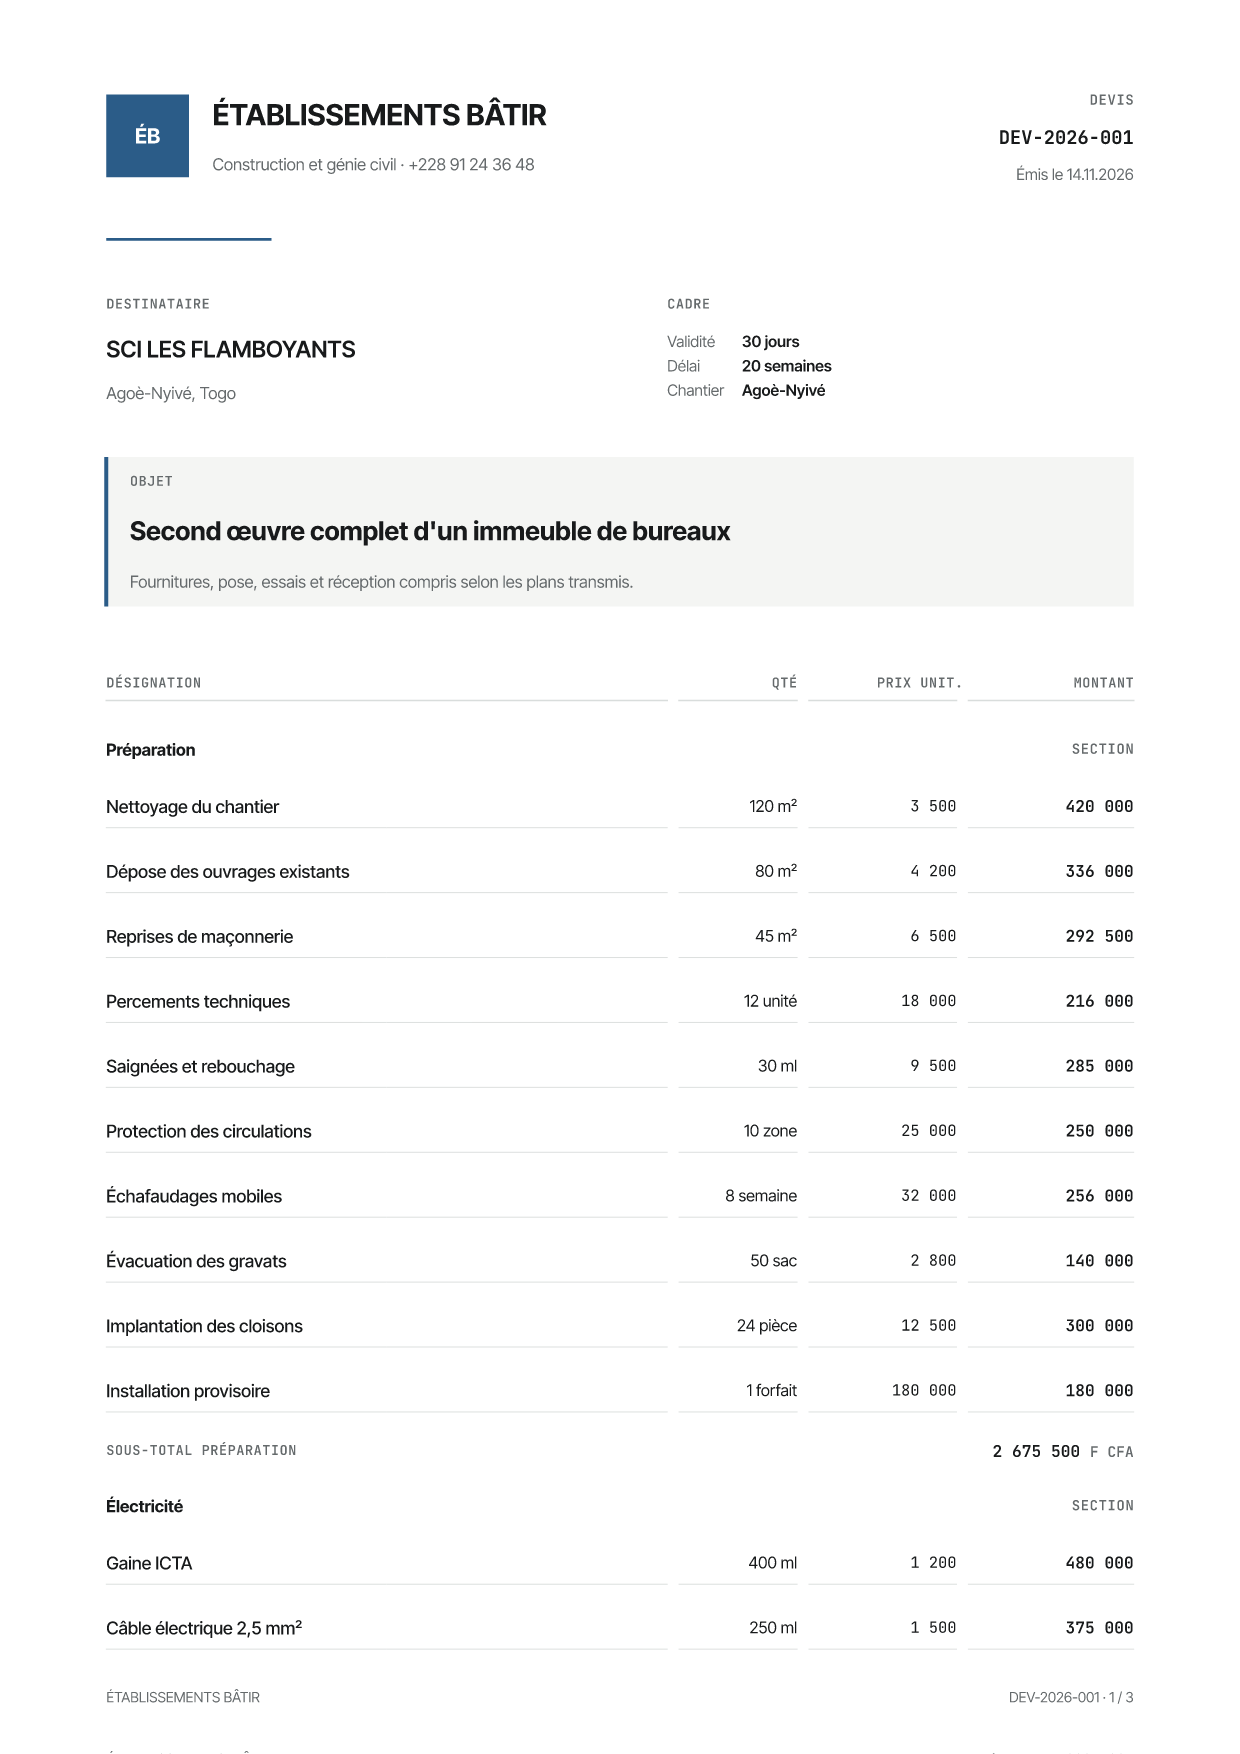 ÉB
ÉTABLISSEMENTS BÂTIR
Construction et génie civil · +228 91 24 36 48
DEVIS
DEV-2026-001
Émis le 14.11.2026
DESTINATAIRE
SCI LES FLAMBOYANTS
Agoè-Nyivé, Togo
CADRE
Validité 30 jours
Délai 20 semaines
Chantier Agoè-Nyivé
OBJET
Second œuvre complet d'un immeuble de bureaux
Fournitures, pose, essais et réception compris selon les plans transmis.
DÉSIGNATION QTÉ PRIX UNIT. MONTANT
Préparation SECTION
Nettoyage du chantier 120 m² 3 500 420 000
Dépose des ouvrages existants 80 m² 4 200 336 000
Reprises de maçonnerie 45 m² 6 500 292 500
Percements techniques 12 unité 18 000 216 000
Saignées et rebouchage 30 ml 9 500 285 000
Protection des circulations 10 zone 25 000 250 000
Échafaudages mobiles 8 semaine 32 000 256 000
Évacuation des gravats 50 sac 2 800 140 000
Implantation des cloisons 24 pièce 12 500 300 000
Installation provisoire 1 forfait 180 000 180 000
SOUS-TOTAL PRÉPARATION 2 675 500 F CFA
Électricité SECTION
Gaine ICTA 400 ml 1 200 480 000
Câble électrique 2,5 mm² 250 ml 1 500 375 000
ÉTABLISSEMENTS BÂTIR DEV-2026-001 · 1 / 3